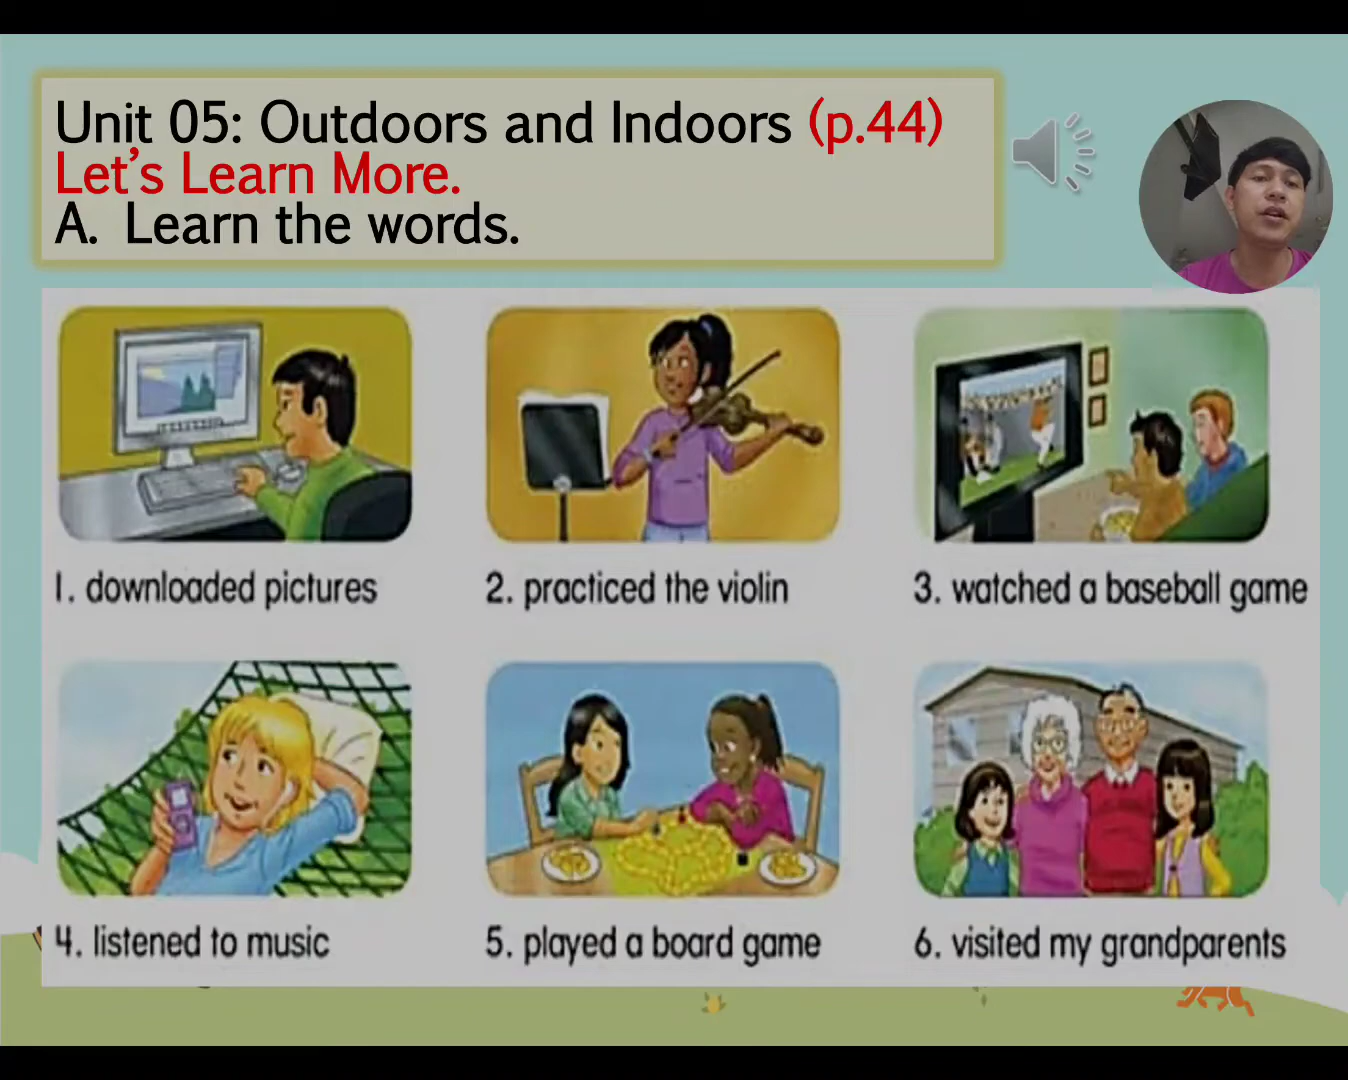 Unit 05: Outdoors and Indoors (p.44)
Let's Learn More.
A. Learn the words.
1. downloaded pictures
2. practiced the violin
3. watched a baseball game
4. listened to music
5. played a board game
6. visited my grandparents